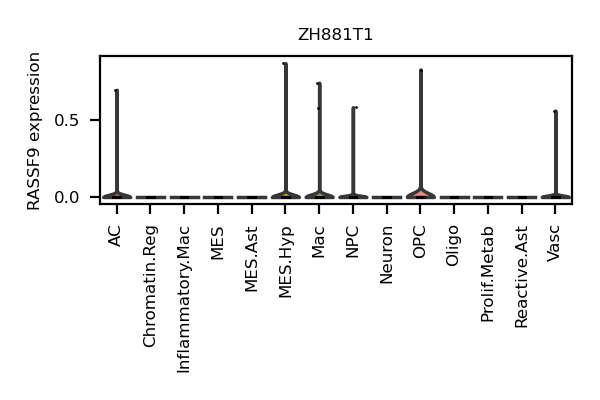 ZH881T1
RASSF9 expression
0.5
0.0
AC
Chromatin.Reg
Inflammatory.Mac
MES
MES.Ast
MES.Hyp
Mac
NPC
Neuron
OPC
Oligo
Prolif.Metab
Reactive.Ast
Vasc